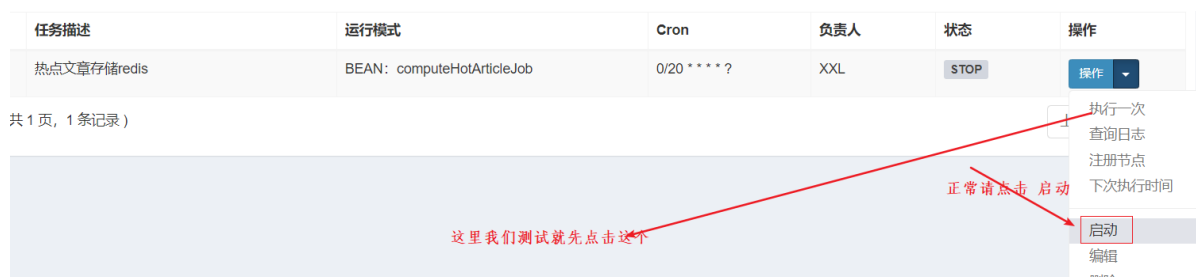 任务描述 运行模式 Cron 负责人 状态 操作
热点文章存储redis BEAN：computeHotArticleJob 0/20 * * * * ? XXL STOP 操作
共 1 页，1 条记录 )
执行一次
查询日志
注册节点
正常请点击 启动
下次执行时间
这里我们测试就先点击这个
启动
编辑